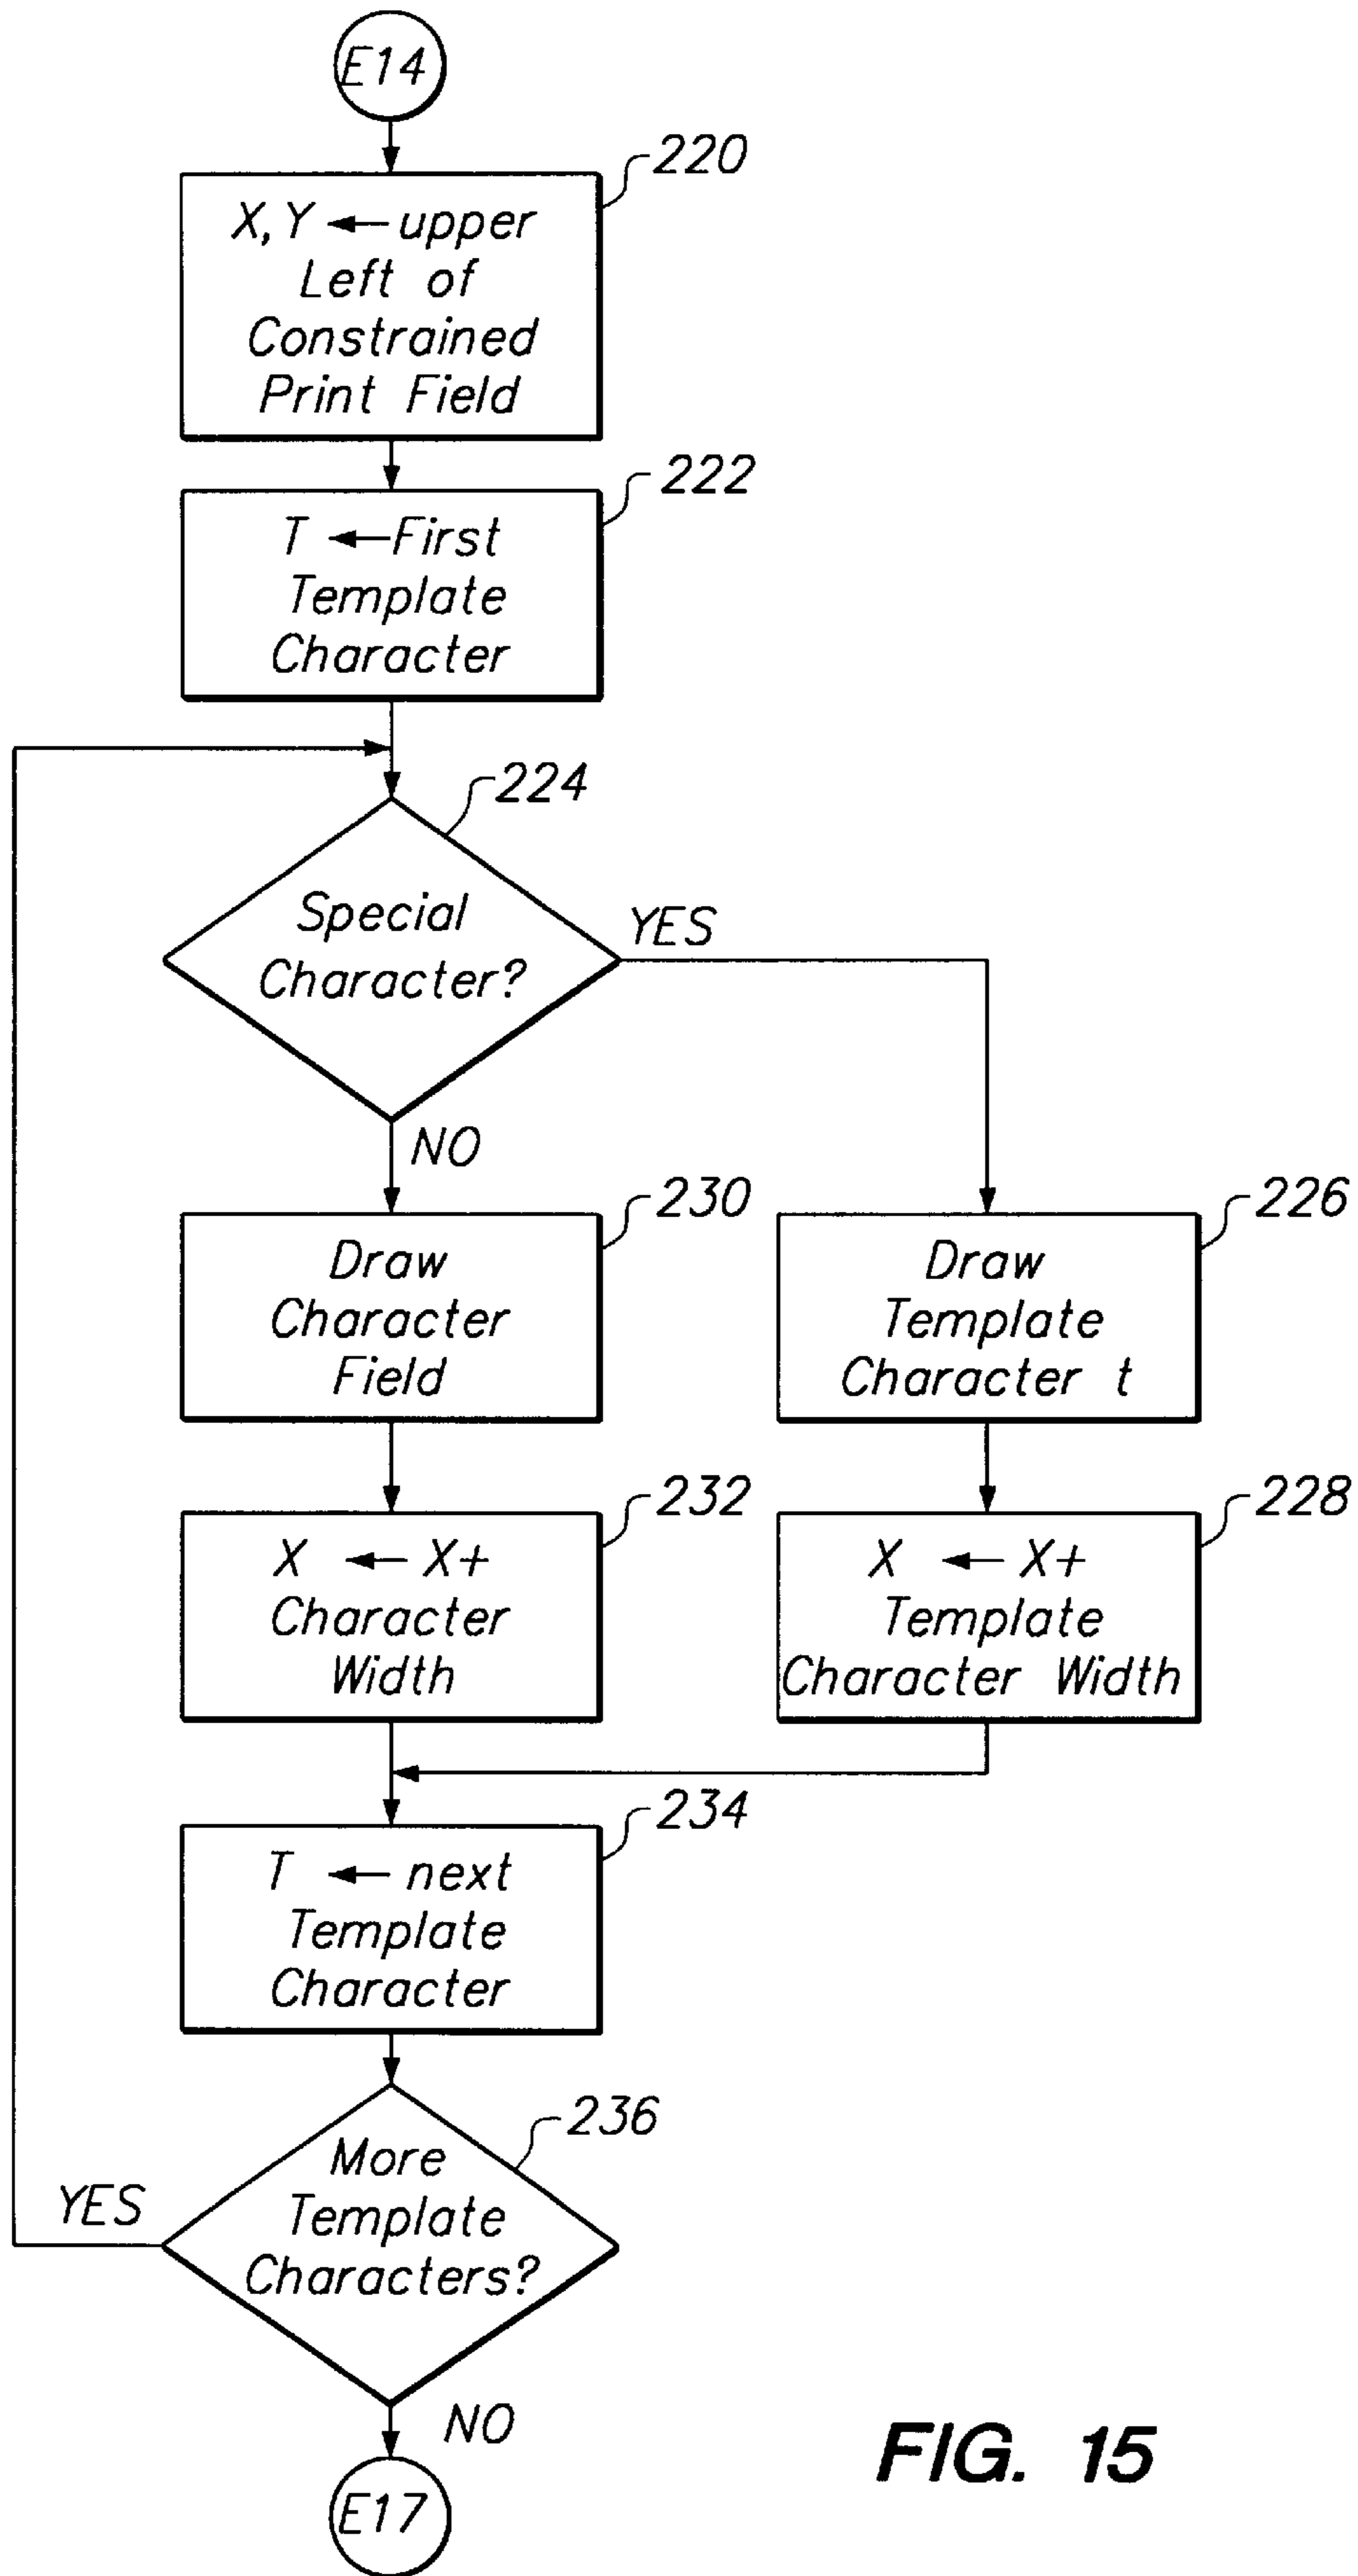 E14
220
X, Y ← upper
Left of
Constrained
Print Field
222
T ← First
Template
Character
224
Special
Character?
YES
NO
230
Draw
Character
Field
226
Draw
Template
Character t
232
X ← X+
Character
Width
228
X ← X+
Template
Character Width
234
T ← next
Template
Character
236
More
Template
Characters?
YES
NO
E17
FIG. 15